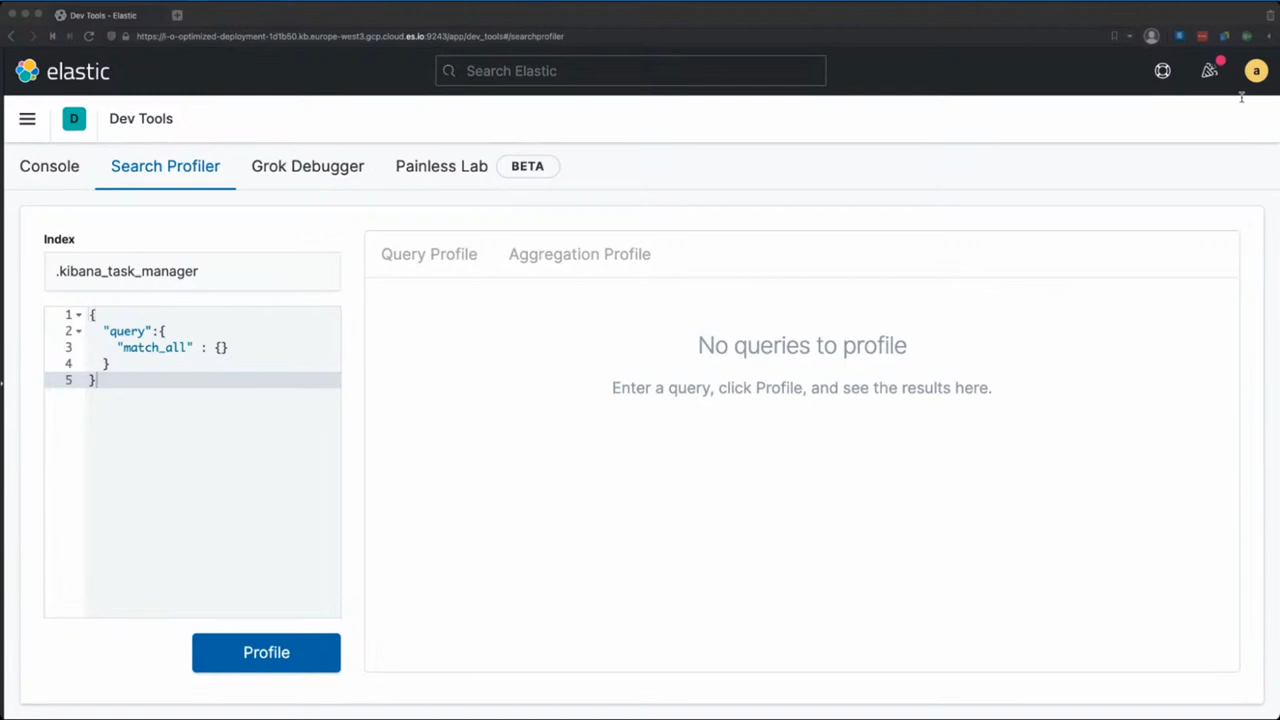 Dev Tools - Elastic
https://i-o-optimized-deployment-1d1b50.kb.europe-west3.gcp.cloud.es.io:9243/app/dev_tools#/searchprofiler
elastic
Search Elastic
a
D
Dev Tools
Console
Search Profiler
Grok Debugger
Painless Lab
BETA
Index
.kibana_task_manager
1 {
2 "query":{
3 "match_all" : {}
4 }
5 }
Profile
Query Profile
Aggregation Profile
No queries to profile
Enter a query, click Profile, and see the results here.